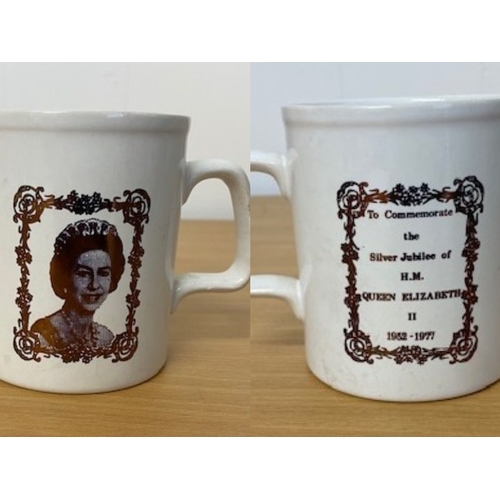 To Commemorate
the
Silver Jubilee of
H.M.
QUEEN ELIZABETH
II
1952-1977